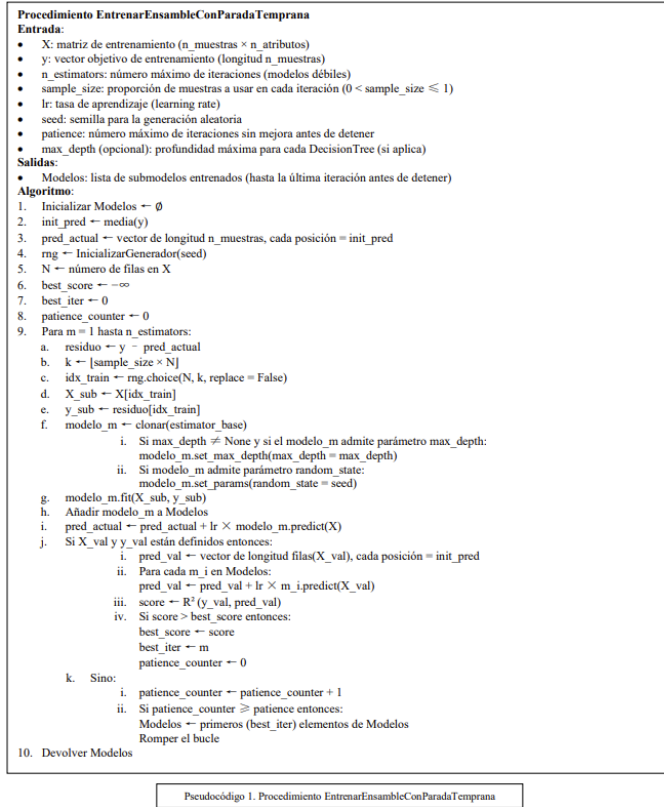 Procedimiento EntrenarEnsambleConParadaTemprana
Entrada:
• X: matriz de entrenamiento (n_muestras × n_atributos)
• y: vector objetivo de entrenamiento (longitud n_muestras)
• n_estimators: número máximo de iteraciones (modelos débiles)
• sample_size: proporción de muestras a usar en cada iteración (0 < sample_size ≤ 1)
• lr: tasa de aprendizaje (learning rate)
• seed: semilla para la generación aleatoria
• patience: número máximo de iteraciones sin mejora antes de detener
• max_depth (opcional): profundidad máxima para cada DecisionTree (si aplica)
Salidas:
• Modelos: lista de submodelos entrenados (hasta la última iteración antes de detener)
Algoritmo:
1. Inicializar Modelos ← ∅
2. init_pred ← media(y)
3. pred_actual ← vector de longitud n_muestras, cada posición = init_pred
4. rng ← InicializarGenerador(seed)
5. N ← número de filas en X
6. best_score ← −∞
7. best_iter ← 0
8. patience_counter ← 0
9. Para m = 1 hasta n_estimators:
a. residuo ← y − pred_actual
b. k ← ⌊sample_size × N⌋
c. idx_train ← rng.choice(N, k, replace = False)
d. X_sub ← X[idx_train]
e. y_sub ← residuo[idx_train]
f. modelo_m ← clonar(estimator_base)
i. Si max_depth ≠ None y si el modelo_m admite parámetro max_depth:
modelo_m.set_max_depth(max_depth = max_depth)
ii. Si modelo_m admite parámetro random_state:
modelo_m.set_params(random_state = seed)
g. modelo_m.fit(X_sub, y_sub)
h. Añadir modelo_m a Modelos
i. pred_actual ← pred_actual + lr × modelo_m.predict(X)
j. Si X_val y y_val están definidos entonces:
i. pred_val ← vector de longitud filas(X_val), cada posición = init_pred
ii. Para cada m_i en Modelos:
pred_val ← pred_val + lr × m_i.predict(X_val)
iii. score ← R² (y_val, pred_val)
iv. Si score > best_score entonces:
best_score ← score
best_iter ← m
patience_counter ← 0
k. Sino:
i. patience_counter ← patience_counter + 1
ii. Si patience_counter ≥ patience entonces:
Modelos ← primeros (best_iter) elementos de Modelos
Romper el bucle
10. Devolver Modelos
Pseudocódigo 1. Procedimiento EntrenarEnsambleConParadaTemprana